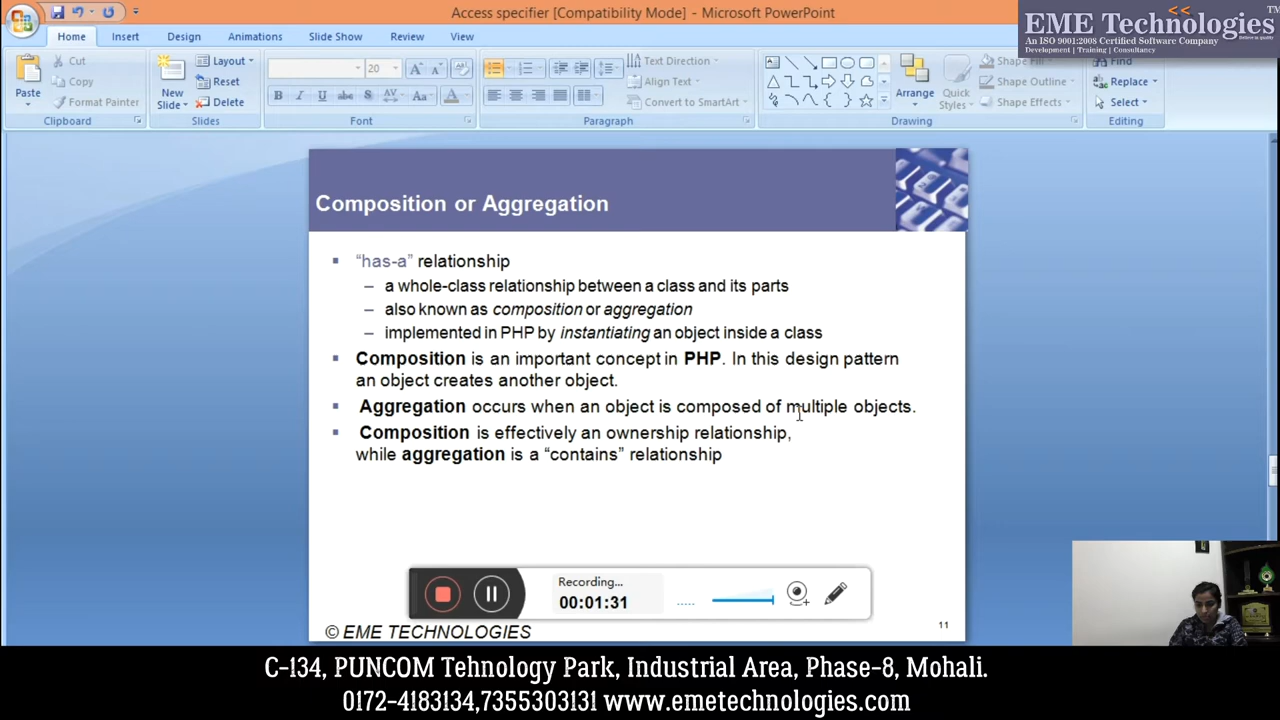 Access specifier [Compatibility Mode] - Microsoft PowerPoint
<<
TM
EME Technologies
An ISO 9001:2008 Certified Software Company
Development | Training | Consultancy
Home Insert Design Slide Show Animations Review View
Cut
Copy
Format Painter
Paste
Clipboard
New Slide
Layout
Reset
Delete
Slides
20
B I U abc S AV Aa A
Font
Text Direction
Align Text
Convert to SmartArt
Paragraph
Arrange
Quick Styles
Shape Fill
Shape Outline
Shape Effects
Drawing
Find
Replace
Select
Editing
Composition or Aggregation
▪ “has-a” relationship
– a whole-class relationship between a class and its parts
– also known as composition or aggregation
– implemented in PHP by instantiating an object inside a class
▪ Composition is an important concept in PHP. In this design pattern
an object creates another object.
▪ Aggregation occurs when an object is composed of multiple objects.
▪ Composition is effectively an ownership relationship,
while aggregation is a “contains” relationship
Recording...
00:01:31
© EME TECHNOLOGIES
11
C-134, PUNCOM Tehnology Park, Industrial Area, Phase-8, Mohali.
0172-4183134,7355303131 www.emetechnologies.com